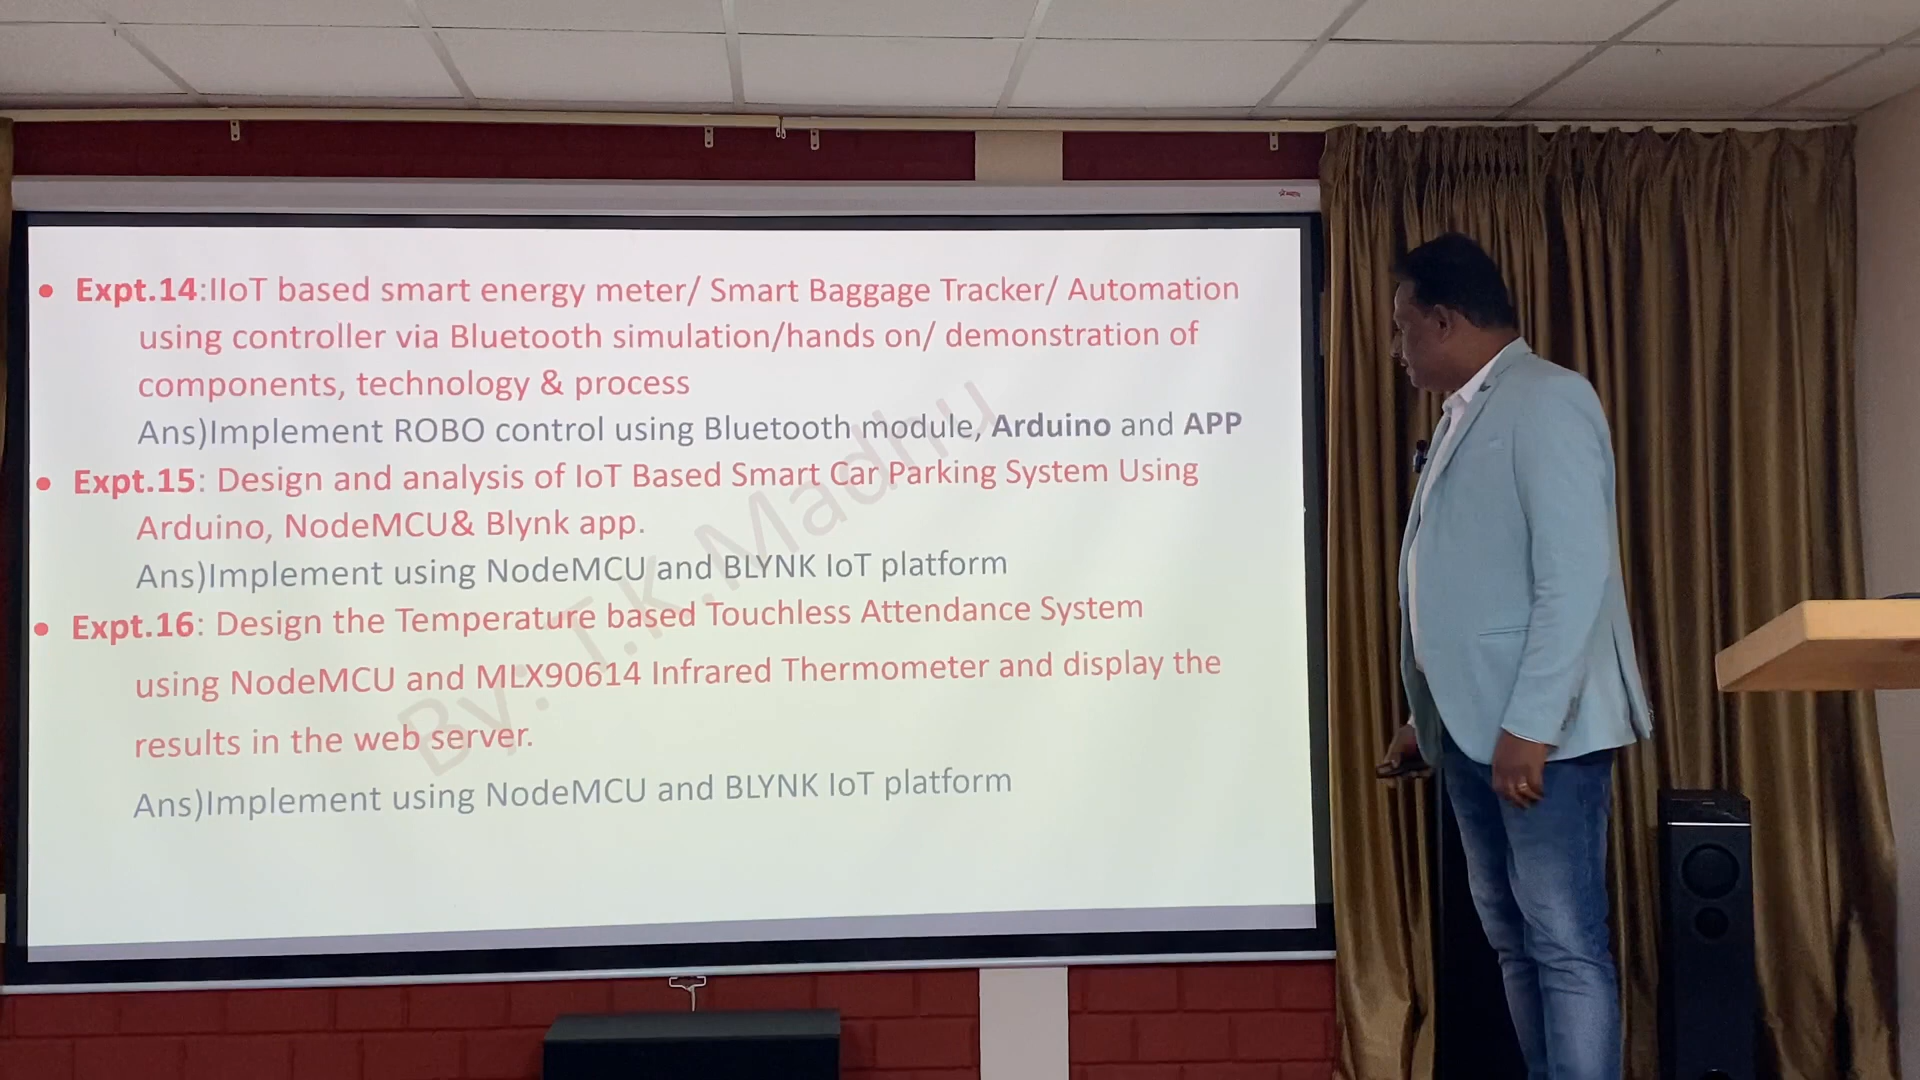 • Expt.14:IIoT based smart energy meter/ Smart Baggage Tracker/ Automation
using controller via Bluetooth simulation/hands on/ demonstration of
components, technology & process
Ans)Implement ROBO control using Bluetooth module, Arduino and APP
• Expt.15: Design and analysis of IoT Based Smart Car Parking System Using
Arduino, NodeMCU& Blynk app.
Ans)Implement using NodeMCU and BLYNK IoT platform
• Expt.16: Design the Temperature based Touchless Attendance System
using NodeMCU and MLX90614 Infrared Thermometer and display the
results in the web server.
Ans)Implement using NodeMCU and BLYNK IoT platform
By: T.K.Madhu